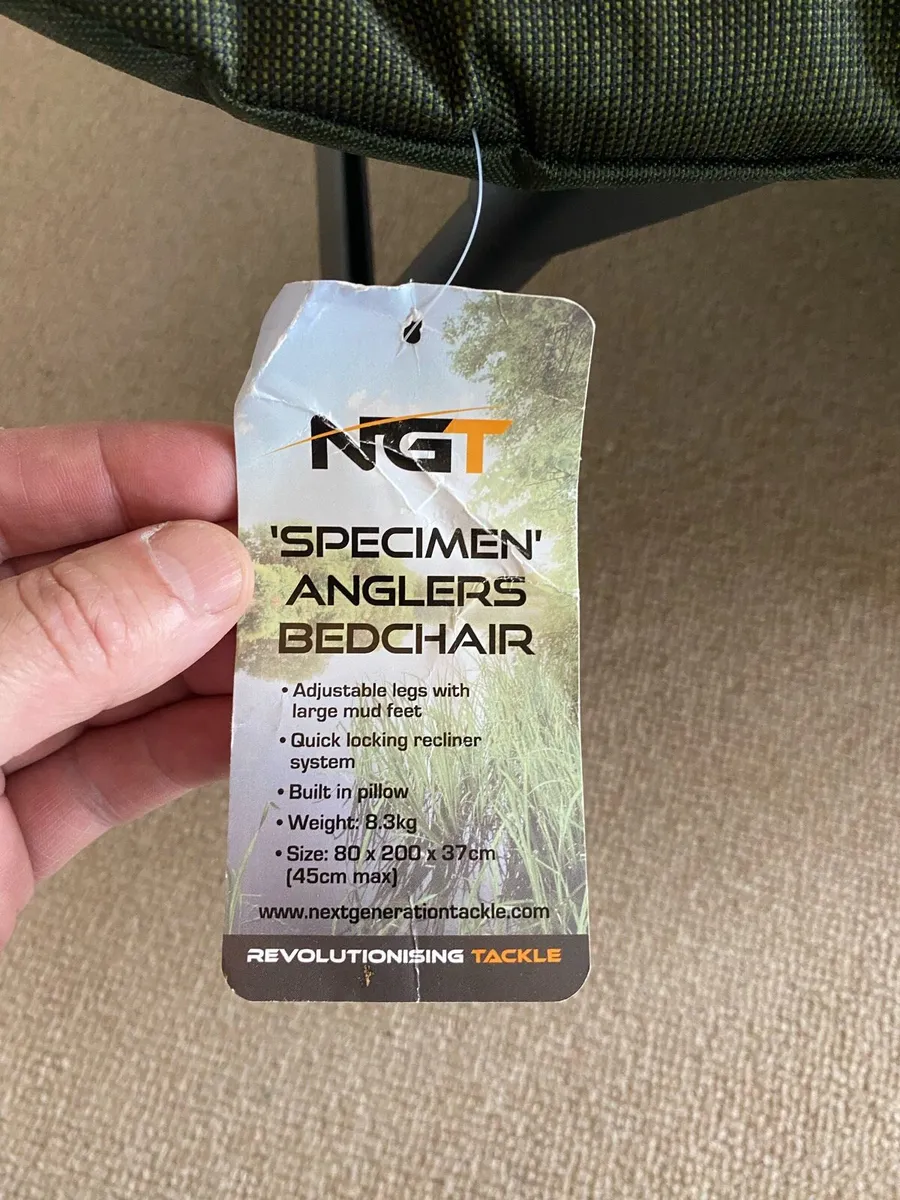 NGT
'SPECIMEN'
ANGLERS
BEDCHAIR
• Adjustable legs with
large mud feet
• Quick locking recliner
system
• Built in pillow
• Weight: 8.3kg
• Size: 80 x 200 x 37cm
(45cm max)
www.nextgenerationtackle.com
REVOLUTIONISING TACKLE